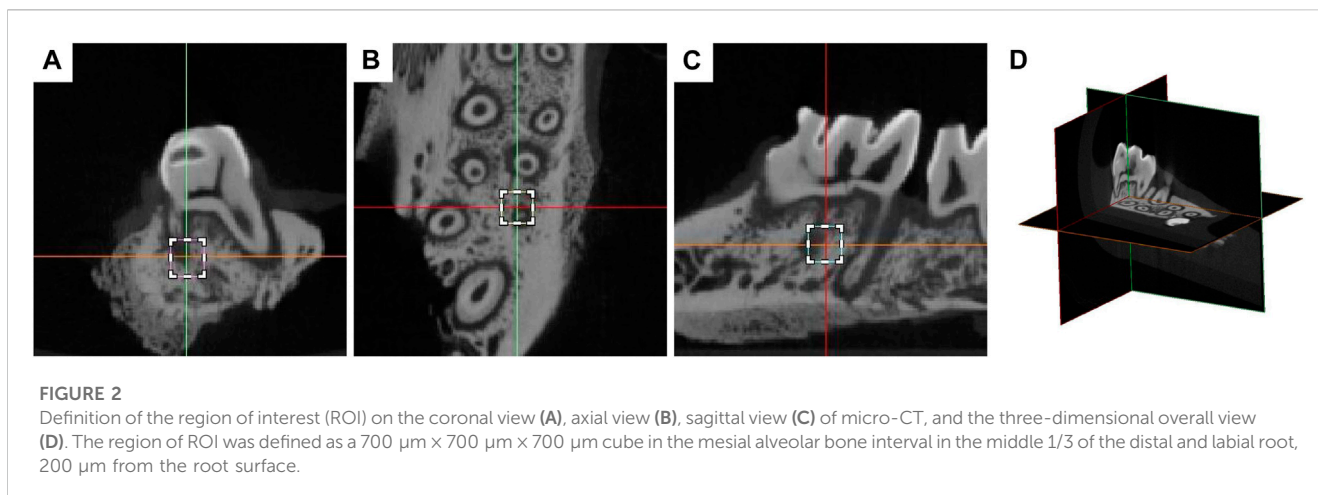 A
B
C
D
FIGURE 2
Definition of the region of interest (ROI) on the coronal view (A), axial view (B), sagittal view (C) of micro-CT, and the three-dimensional overall view
(D). The region of ROI was defined as a 700 μm × 700 μm × 700 μm cube in the mesial alveolar bone interval in the middle 1/3 of the distal and labial root,
200 μm from the root surface.